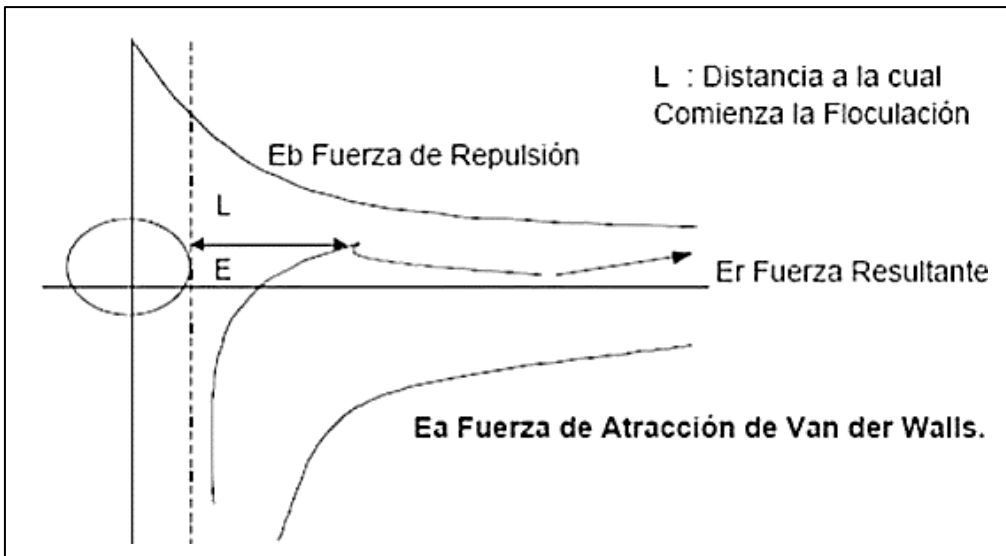 L : Distancia a la cual
Comienza la Floculación
Eb Fuerza de Repulsión
L
E
Er Fuerza Resultante
Ea Fuerza de Atracción de Van der Walls.